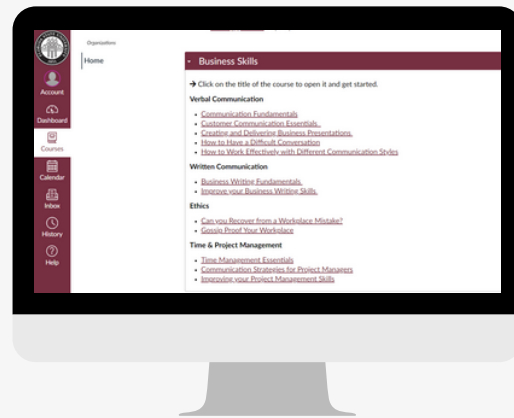 Organizations
Home
Account
Dashboard
Courses
Calendar
Inbox
History
Help
- Business Skills
→ Click on the title of the course to open it and get started.
Verbal Communication
• Communication Fundamentals
• Customer Communication Essentials
• Creating and Delivering Business Presentations
• How to Have a Difficult Conversation
• How to Work Effectively with Different Communication Styles
Written Communication
• Business Writing Fundamentals
• Improve your Business Writing Skills
Ethics
• Can you Recover from a Workplace Mistake?
• Gossip Proof Your Workplace
Time & Project Management
• Time Management Essentials
• Communication Strategies for Project Managers
• Improving your Project Management Skills